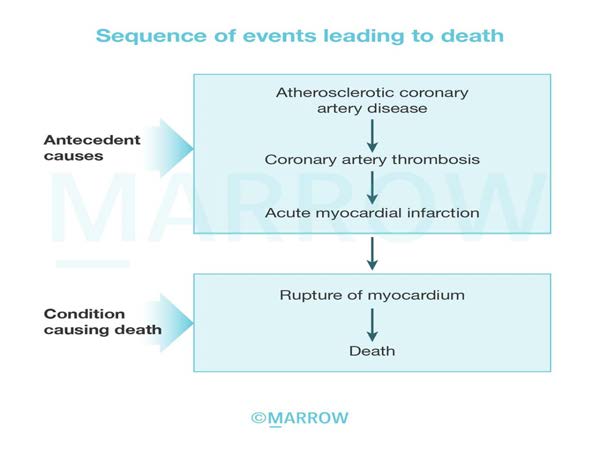 Sequence of events leading to death
Atherosclerotic coronary
artery disease
Antecedent
causes
Coronary artery thrombosis
Acute myocardial infarction
MARROW
Rupture of myocardium
Condition
causing death
Death
©MARROW